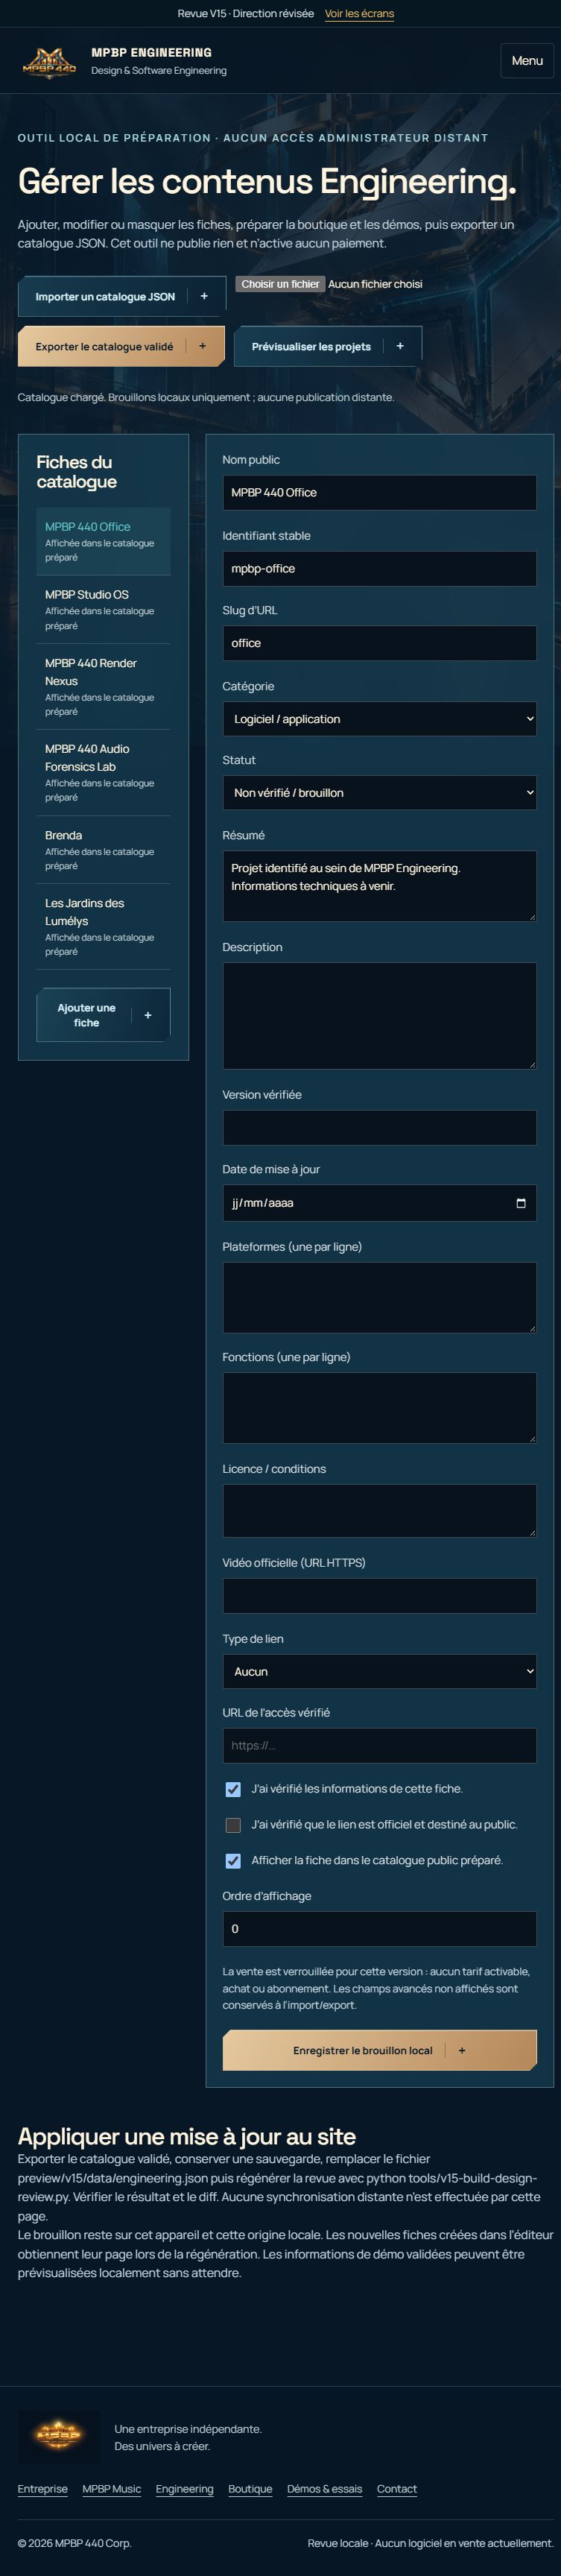 Revue V15 · Direction révisée Voir les écrans
MPBP 440
MPBP ENGINEERING
Design & Software Engineering
Menu
OUTIL LOCAL DE PRÉPARATION · AUCUN ACCÈS ADMINISTRATEUR DISTANT
Gérer les contenus Engineering.
Ajouter, modifier ou masquer les fiches, préparer la boutique et les démos, puis exporter un
catalogue JSON. Cet outil ne publie rien et n'active aucun paiement.
Importer un catalogue JSON +
Choisir un fichier Aucun fichier choisi
Exporter le catalogue validé +
Prévisualiser les projets +
Catalogue chargé. Brouillons locaux uniquement ; aucune publication distante.
Fiches du
catalogue
MPBP 440 Office
Affichée dans le catalogue
préparé
MPBP Studio OS
Affichée dans le catalogue
préparé
MPBP 440 Render
Nexus
Affichée dans le catalogue
préparé
MPBP 440 Audio
Forensics Lab
Affichée dans le catalogue
préparé
Brenda
Affichée dans le catalogue
préparé
Les Jardins des
Lumélys
Affichée dans le catalogue
préparé
Ajouter une
fiche +
Nom public
MPBP 440 Office
Identifiant stable
mpbp-office
Slug d'URL
office
Catégorie
Logiciel / application
Statut
Non vérifié / brouillon
Résumé
Projet identifié au sein de MPBP Engineering.
Informations techniques à venir.
Description
Version vérifiée
Date de mise à jour
jj/mm/aaaa
Plateformes (une par ligne)
Fonctions (une par ligne)
Licence / conditions
Vidéo officielle (URL HTTPS)
Type de lien
Aucun
URL de l'accès vérifié
https://…
J'ai vérifié les informations de cette fiche.
J'ai vérifié que le lien est officiel et destiné au public.
Afficher la fiche dans le catalogue public préparé.
Ordre d'affichage
0
La vente est verrouillée pour cette version : aucun tarif activable,
achat ou abonnement. Les champs avancés non affichés sont
conservés à l'import/export.
Enregistrer le brouillon local +
Appliquer une mise à jour au site
Exporter le catalogue validé, conserver une sauvegarde, remplacer le fichier
preview/v15/data/engineering.json puis régénérer la revue avec python tools/v15-build-design-
review.py. Vérifier le résultat et le diff. Aucune synchronisation distante n'est effectuée par cette
page.
Le brouillon reste sur cet appareil et cette origine locale. Les nouvelles fiches créées dans l'éditeur
obtiennent leur page lors de la régénération. Les informations de démo validées peuvent être
prévisualisées localement sans attendre.
Une entreprise indépendante.
Des univers à créer.
Entreprise MPBP Music Engineering Boutique Démos & essais Contact
© 2026 MPBP 440 Corp.
Revue locale · Aucun logiciel en vente actuellement.